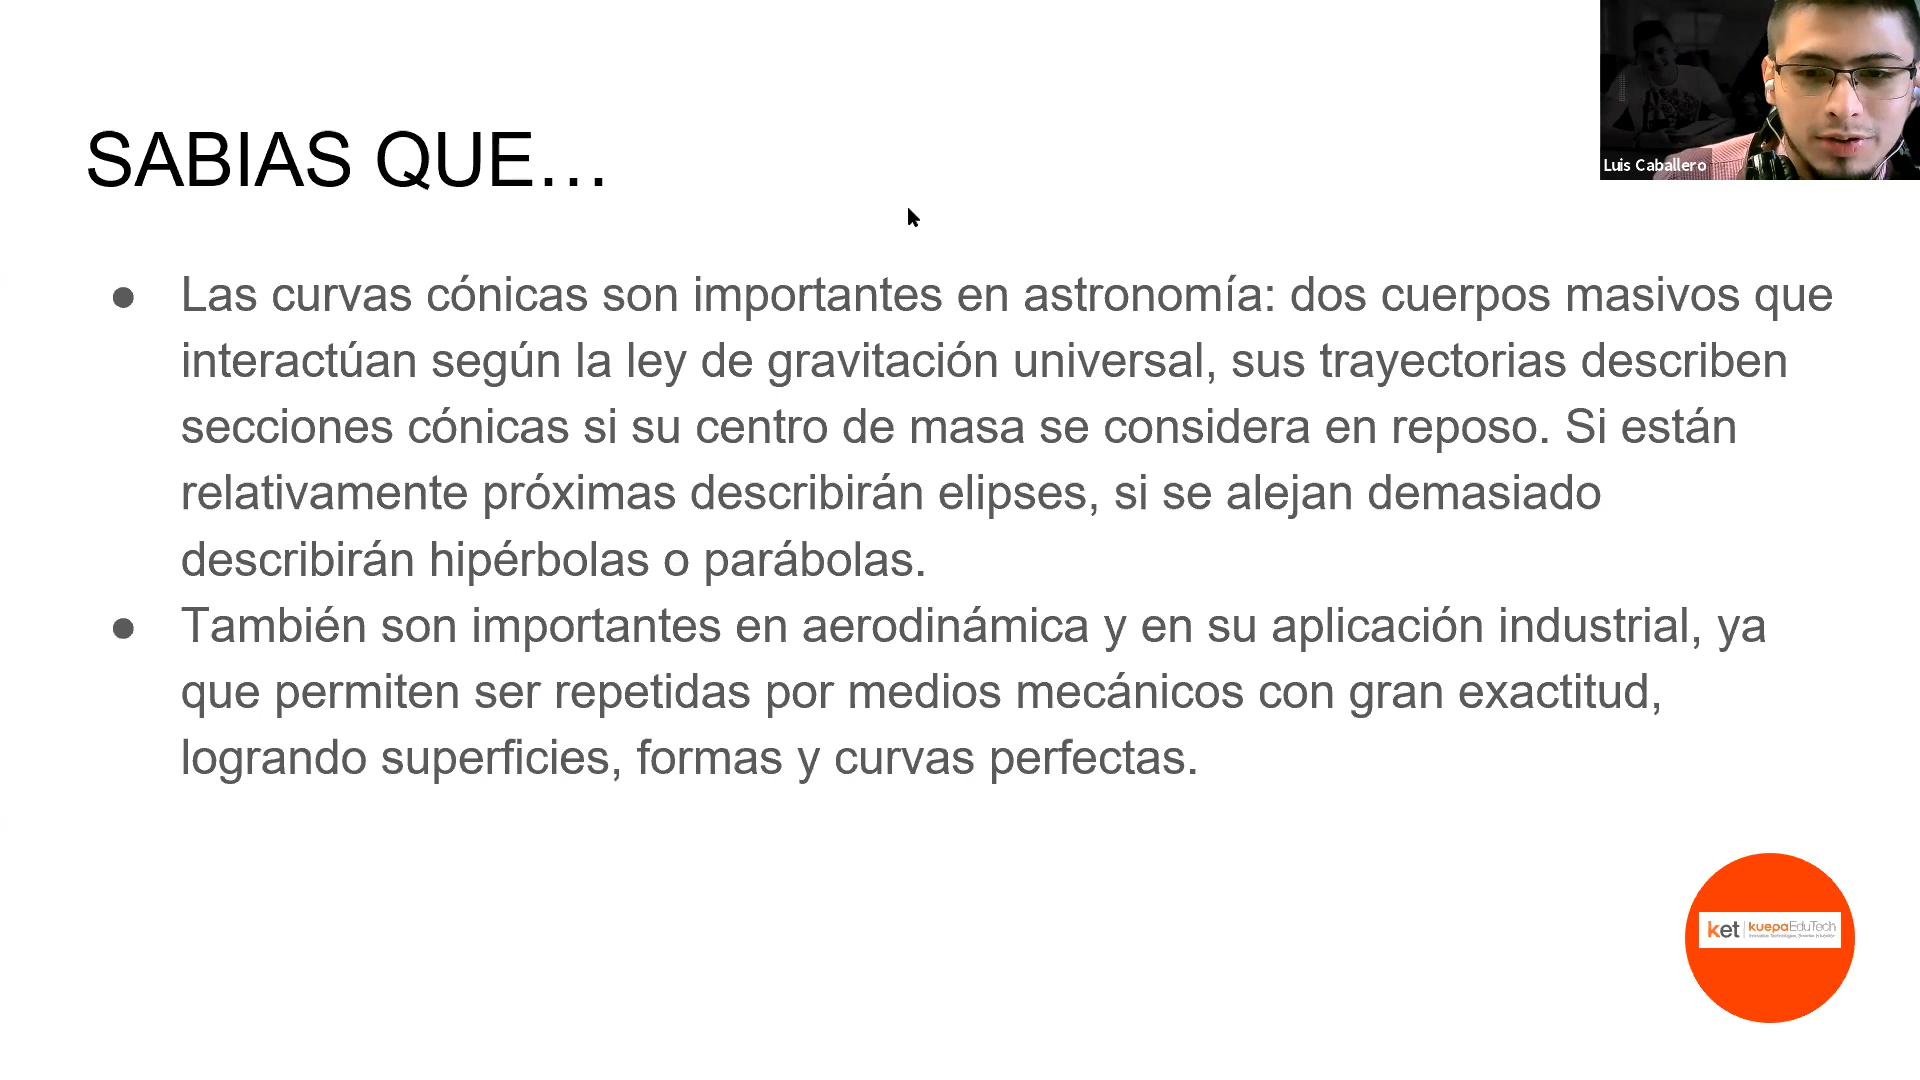 SABIAS QUE…
Luis Caballero
● Las curvas cónicas son importantes en astronomía: dos cuerpos masivos que
interactúan según la ley de gravitación universal, sus trayectorias describen
secciones cónicas si su centro de masa se considera en reposo. Si están
relativamente próximas describirán elipses, si se alejan demasiado
describirán hipérbolas o parábolas.
● También son importantes en aerodinámica y en su aplicación industrial, ya
que permiten ser repetidas por medios mecánicos con gran exactitud,
logrando superficies, formas y curvas perfectas.
ket | kuepaEduTech